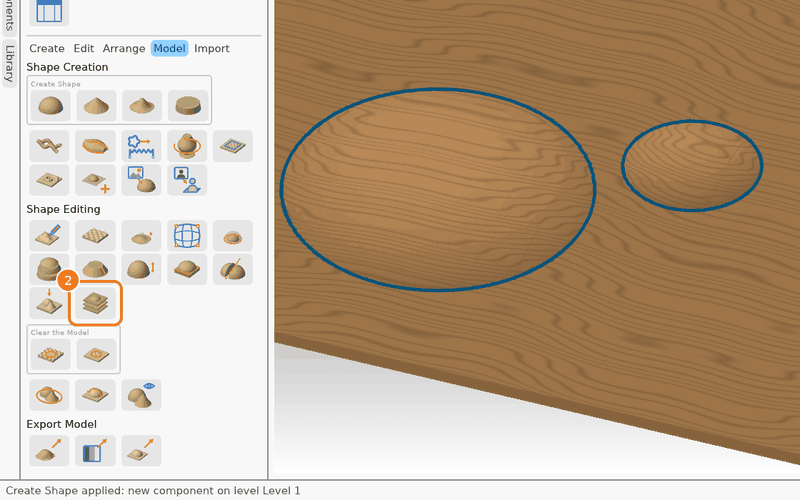 nents
Library
Create Edit Arrange Model Import
Shape Creation
Create Shape
Shape Editing
2
Clear the Model
Export Model
Create Shape applied: new component on level Level 1